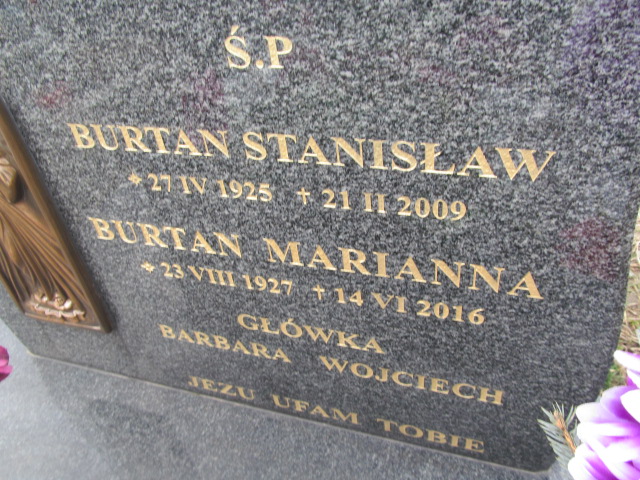 Ś.P
BURTAN STANISŁAW
* 27 IV 1925 † 21 II 2009
BURTAN MARIANNA
* 23 VIII 1927 † 14 VI 2016
GŁÓWKA
BARBARA WOJCIECH
JEZU UFAM TOBIE